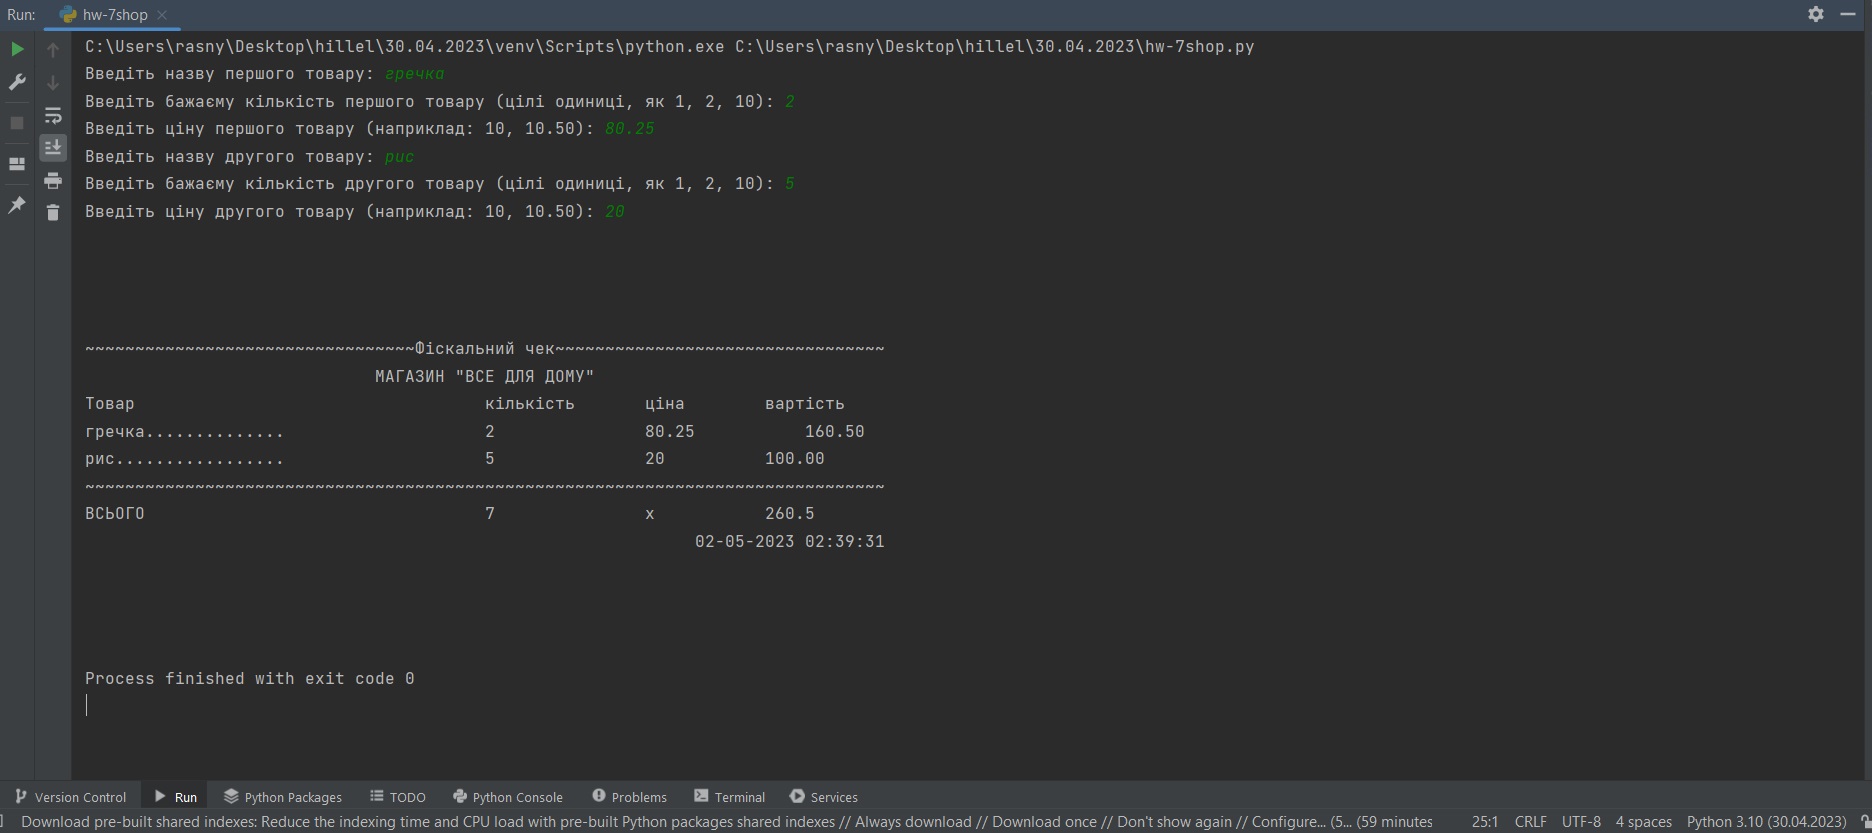 Run: hw-7shop
C:\Users\rasny\Desktop\hillel\30.04.2023\venv\Scripts\python.exe C:\Users\rasny\Desktop\hillel\30.04.2023\hw-7shop.py
Введіть назву першого товару: гречка
Введіть бажаєму кількість першого товару (цілі одиниці, як 1, 2, 10): 2
Введіть ціну першого товару (наприклад: 10, 10.50): 80.25
Введіть назву другого товару: рис
Введіть бажаєму кількість другого товару (цілі одиниці, як 1, 2, 10): 5
Введіть ціну другого товару (наприклад: 10, 10.50): 20
~~~~~~~~~~~~~~~~~~~~~~~~~~~~~~~~~Фіскальний чек~~~~~~~~~~~~~~~~~~~~~~~~~~~~~~~~~
МАГАЗИН "ВСЕ ДЛЯ ДОМУ"
Товар кількість ціна вартість
гречка.............. 2 80.25 160.50
рис................. 5 20 100.00
~~~~~~~~~~~~~~~~~~~~~~~~~~~~~~~~~~~~~~~~~~~~~~~~~~~~~~~~~~~~~~~~~~~~~~~~~~~~~~~~
ВСЬОГО 7 x 260.5
02-05-2023 02:39:31
Process finished with exit code 0
Version Control Run Python Packages TODO Python Console Problems Terminal Services
Download pre-built shared indexes: Reduce the indexing time and CPU load with pre-built Python packages shared indexes // Always download // Download once // Don't show again // Configure... (5... (59 minutes 25:1 CRLF UTF-8 4 spaces Python 3.10 (30.04.2023)